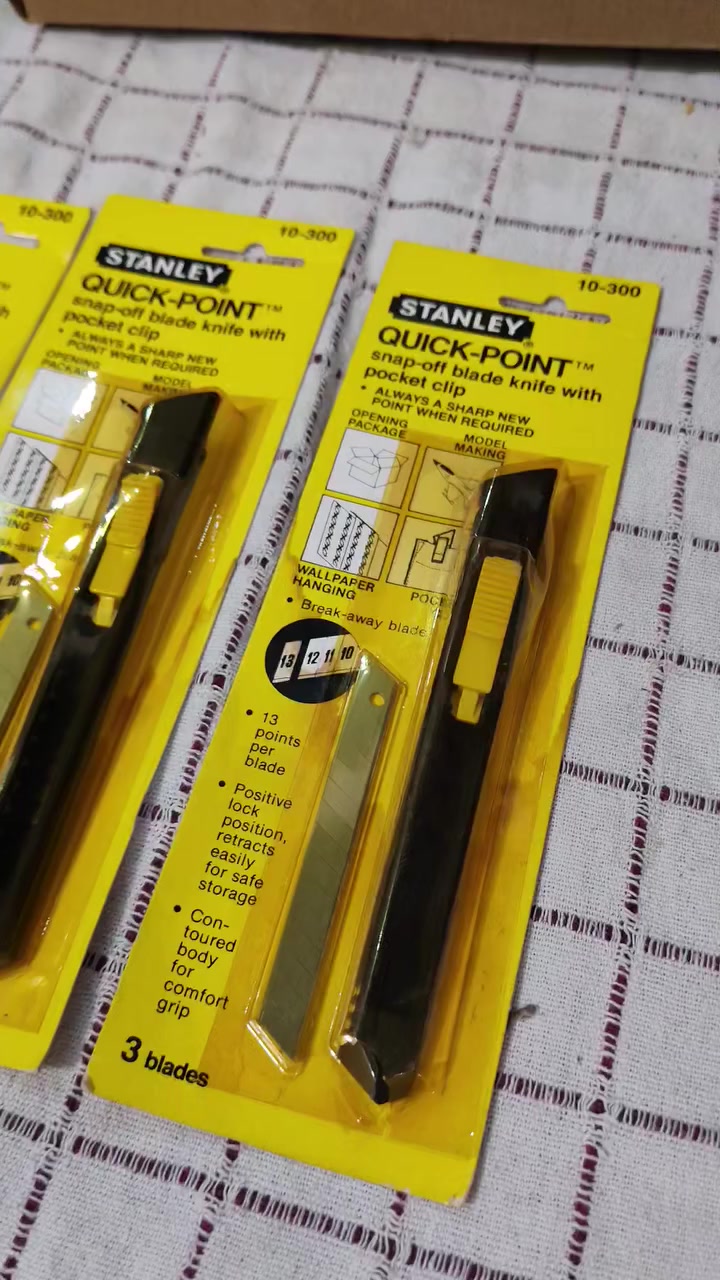 10-300
10-300
STANLEY
QUICK-POINT™
snap-off blade knife with
pocket clip
• ALWAYS A SHARP NEW
POINT WHEN REQUIRED
OPENING
PACKAGE
MODEL
10-300
STANLEY®
QUICK-POINT™
snap-off blade knife with
pocket clip
• ALWAYS A SHARP NEW
POINT WHEN REQUIRED
OPENING
PACKAGE
MODEL
MAKING
WALLPAPER
HANGING
• Break-away blade
13 12 11 10
• 13
points
per
blade
• Positive
lock
position,
retracts
easily
for safe
storage
• Con-
toured
body
for
comfort
grip
3 blades